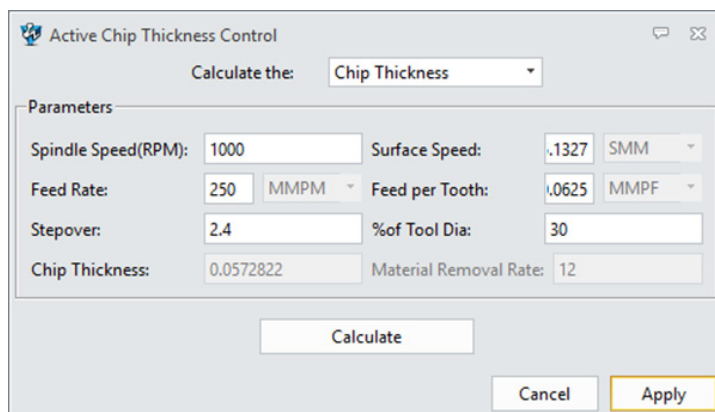 Active Chip Thickness Control
Calculate the: Chip Thickness
Parameters
Spindle Speed(RPM): 1000 Surface Speed: .1327 SMM
Feed Rate: 250 MMPM Feed per Tooth: .0625 MMPF
Stepover: 2.4 %of Tool Dia: 30
Chip Thickness: 0.0572822 Material Removal Rate: 12
Calculate
Cancel Apply